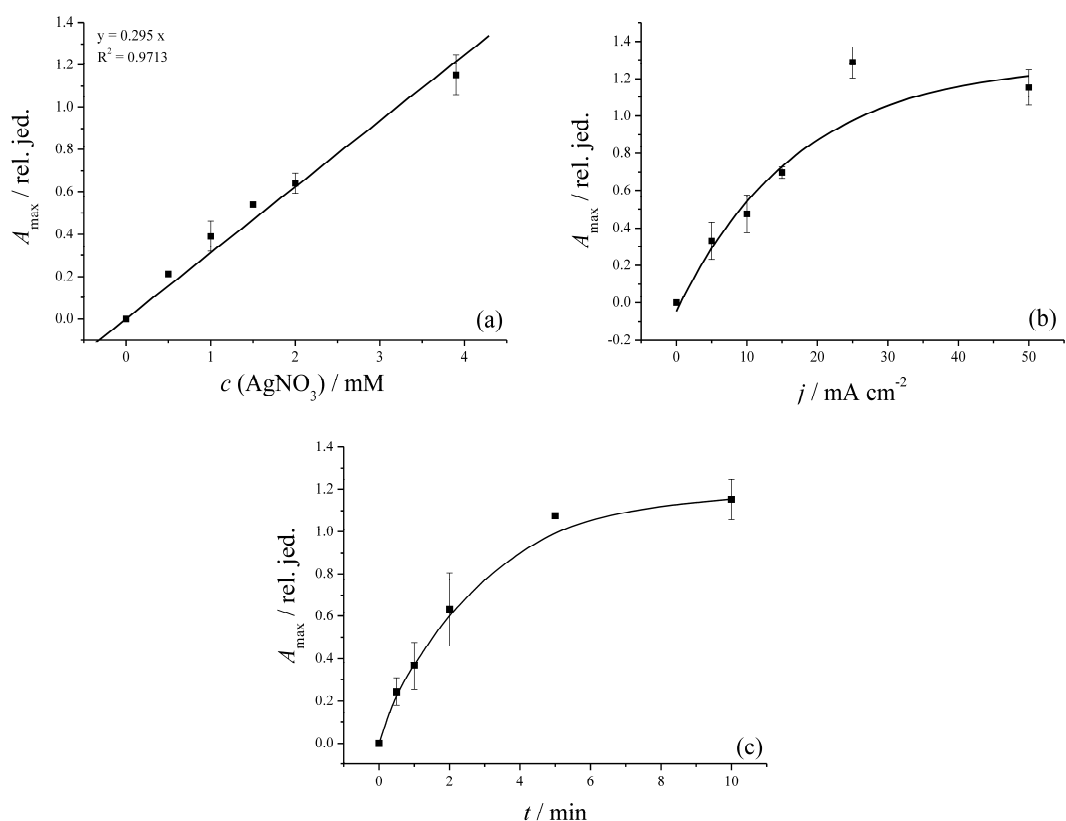 y = 0.295 x
R² = 0.9713
1.4
1.2
1.0
0.8
0.6
0.4
0.2
0.0
A_max / rel. jed.
0 1 2 3 4
c (AgNO₃) / mM
(a)
1.4
1.2
1.0
0.8
0.6
0.4
0.2
0.0
-0.2
A_max / rel. jed.
0 10 20 30 40 50
j / mA cm⁻²
(b)
1.4
1.2
1.0
0.8
0.6
0.4
0.2
0.0
A_max / rel. jed.
0 2 4 6 8 10
t / min
(c)